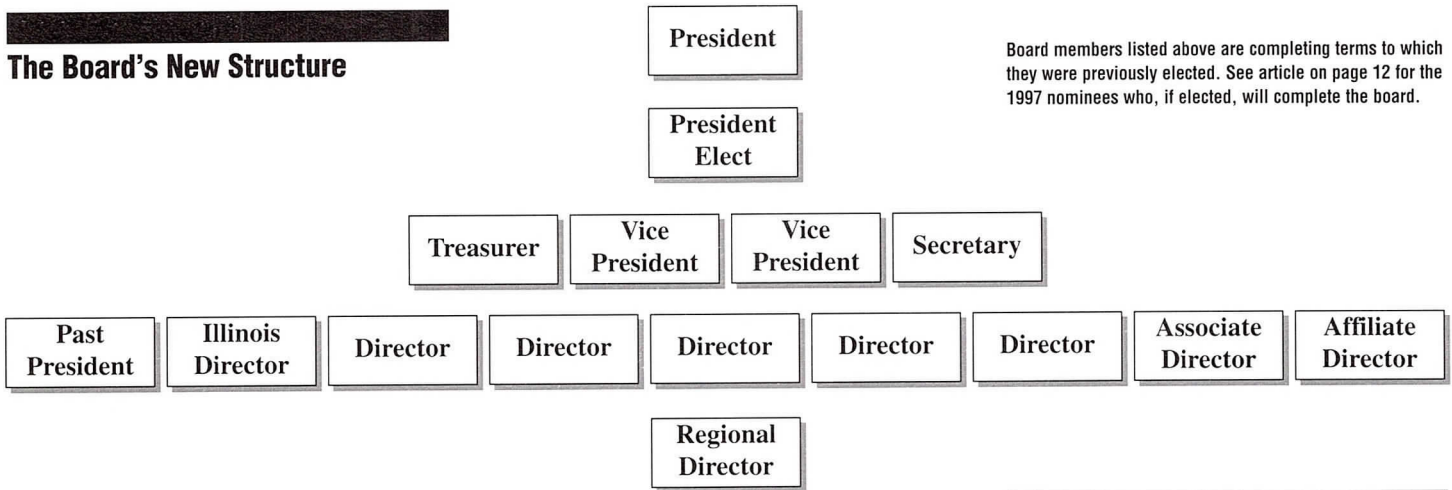 The Board's New Structure
Board members listed above are completing terms to which
they were previously elected. See article on page 12 for the
1997 nominees who, if elected, will complete the board.
President
President
Elect
Treasurer
Vice
President
Vice
President
Secretary
Past
President
Illinois
Director
Director
Director
Director
Director
Director
Associate
Director
Affiliate
Director
Regional
Director